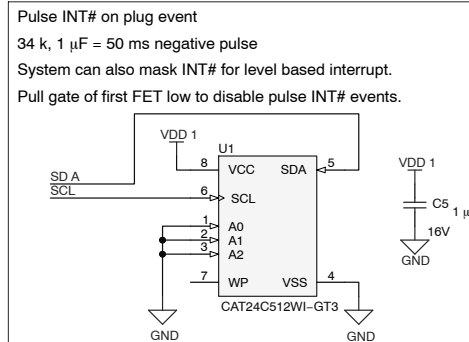 Pulse INT# on plug event
34 k, 1 μF = 50 ms negative pulse
System can also mask INT# for level based interrupt.
Pull gate of first FET low to disable pulse INT# events.
VDD 1
U1
8 VCC SDA 5
VDD 1
SD A
SCL
6 SCL
C5 1 μ
1 A0
2 A1
16V
3 A2
GND
7 WP VSS 4
CAT24C512WI-GT3
GND GND